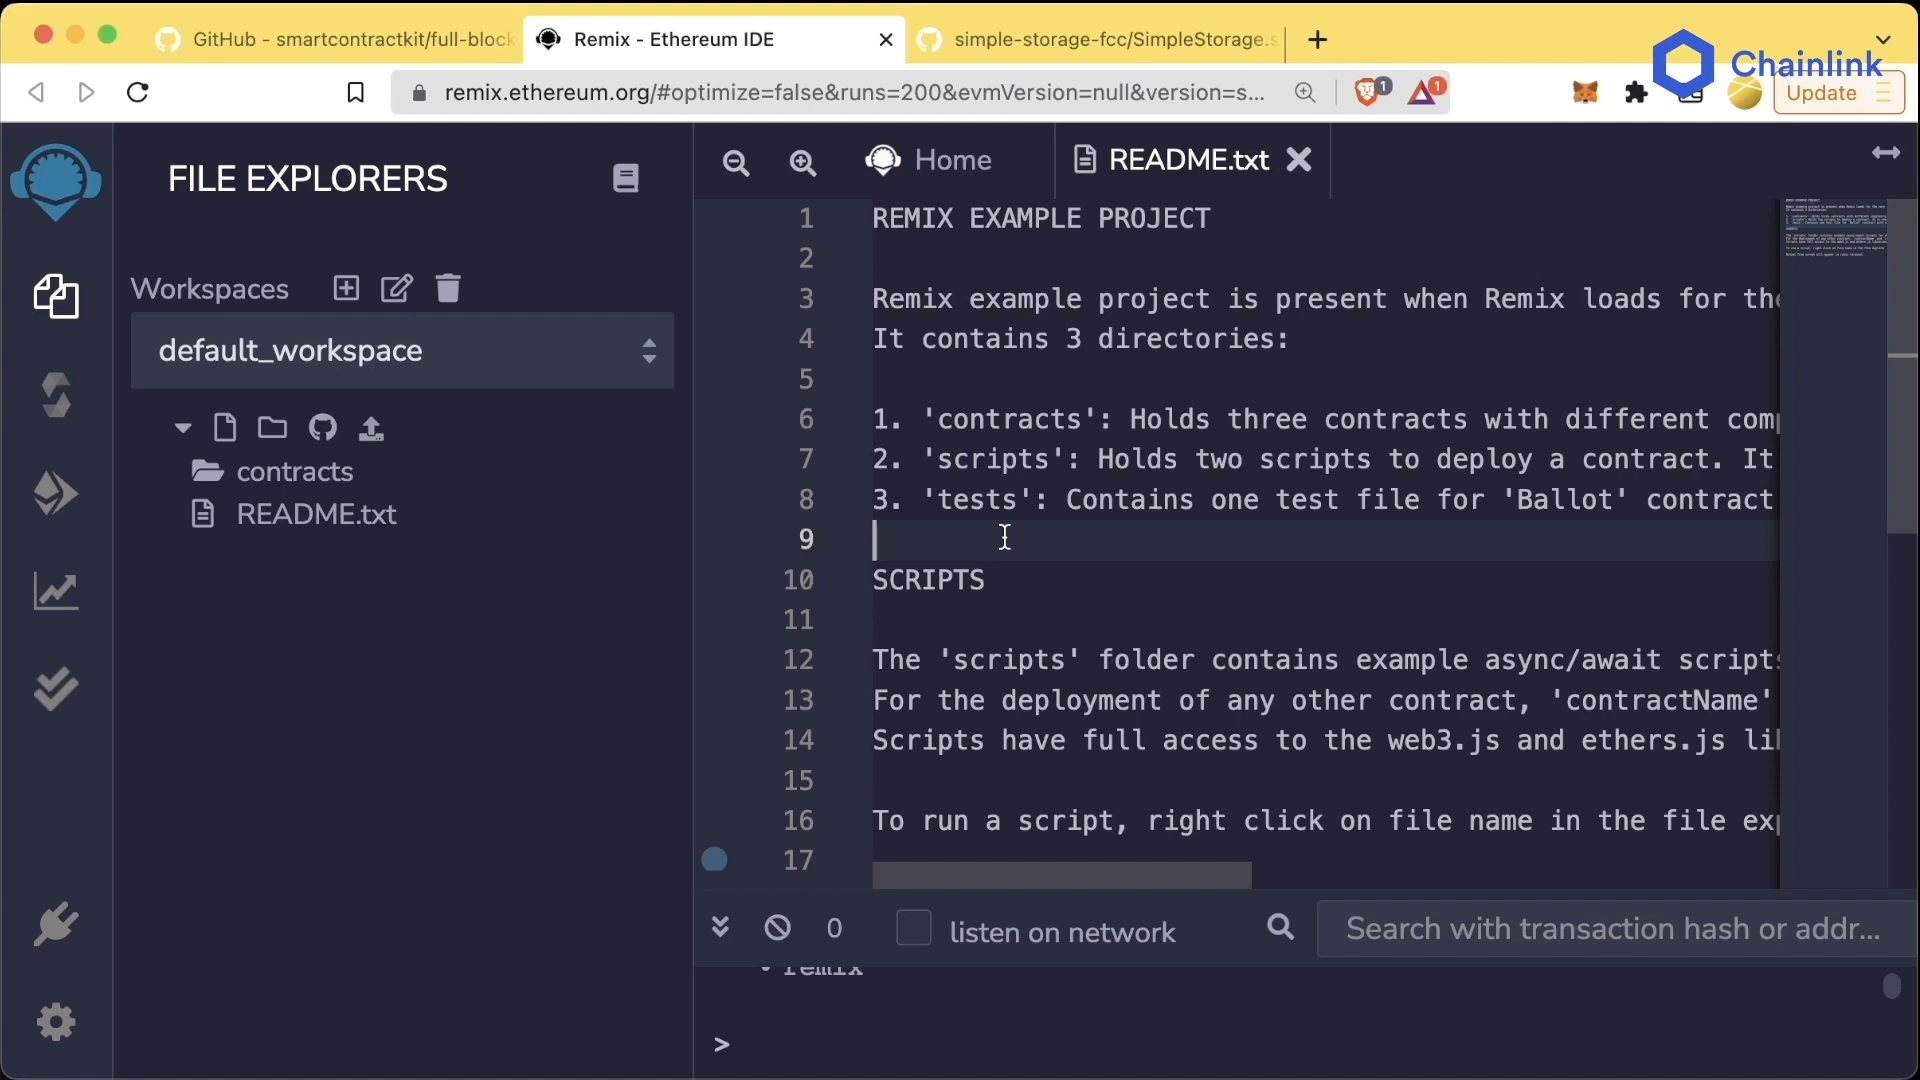 GitHub - smartcontractkit/full-block
Remix - Ethereum IDE
simple-storage-fcc/SimpleStorage.s
Chainlink
remix.ethereum.org/#optimize=false&runs=200&evmVersion=null&version=s...
1
1
Update
FILE EXPLORERS
Home
README.txt
Workspaces
default_workspace
contracts
README.txt
1 REMIX EXAMPLE PROJECT
2
3 Remix example project is present when Remix loads for the
4 It contains 3 directories:
5
6 1. 'contracts': Holds three contracts with different comp
7 2. 'scripts': Holds two scripts to deploy a contract. It
8 3. 'tests': Contains one test file for 'Ballot' contract
9
10 SCRIPTS
11
12 The 'scripts' folder contains example async/await scripts
13 For the deployment of any other contract, 'contractName'
14 Scripts have full access to the web3.js and ethers.js li
15
16 To run a script, right click on file name in the file exp
17
0 listen on network
Search with transaction hash or addr...
• remix
>